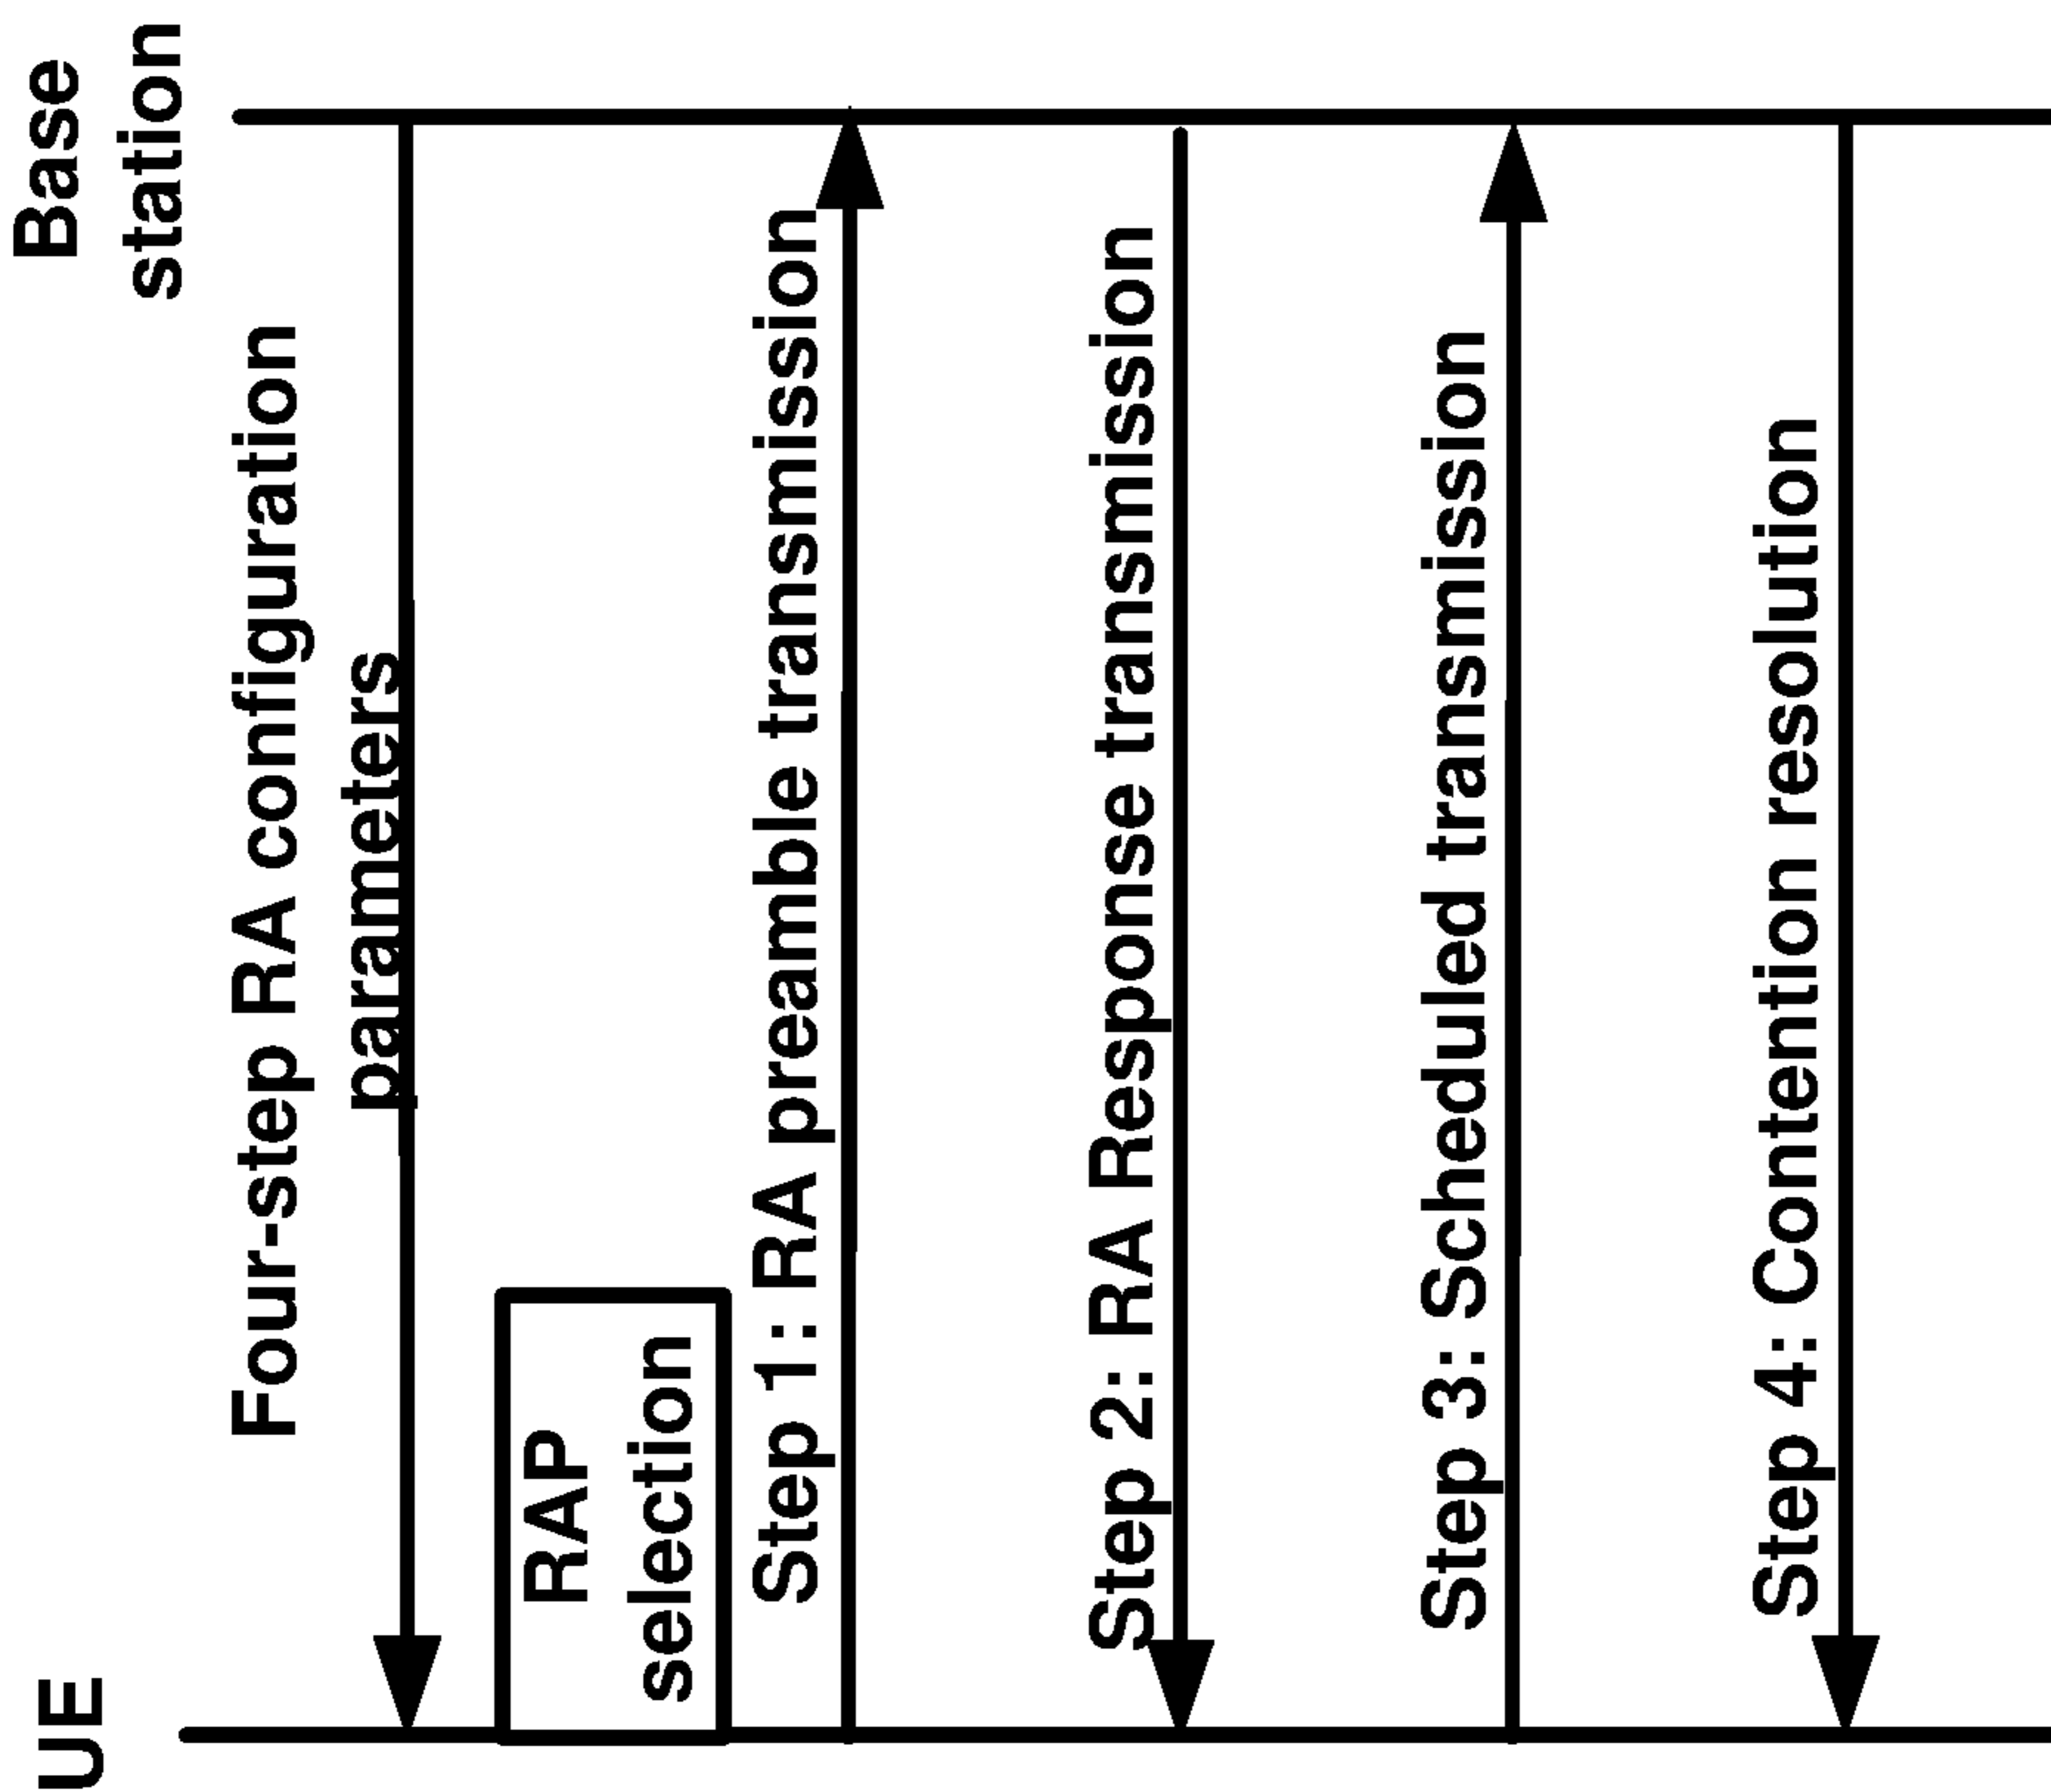 UE
Base
station
Four-step RA configuration
parameters
RAP
selection
Step 1: RA preamble transmission
Step 2: RA Response transmission
Step 3: Scheduled transmission
Step 4: Contention resolution